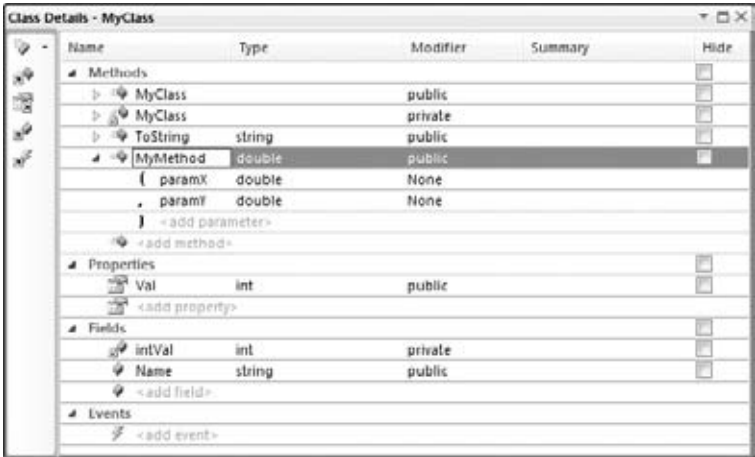 Class Details - MyClass
Name Type Modifier Summary Hide
Methods
MyClass public
MyClass private
ToString string public
MyMethod double public
( paramX double None
, paramY double None
) <add parameter>
<add method>
Properties
Val int public
<add property>
Fields
intVal int private
Name string public
<add field>
Events
<add event>